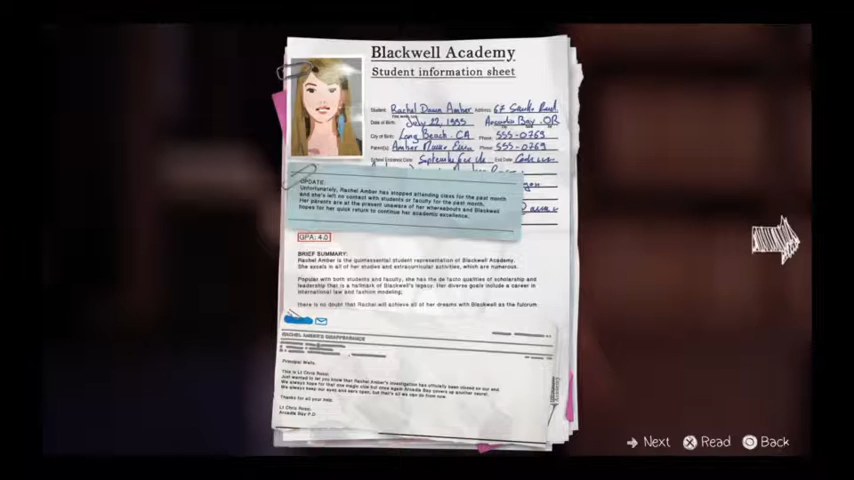 Blackwell Academy
Student information sheet
Student: Rachel Dawn Amber Address:
Date of Birth: July 22, Arcadia Bay, OR
City of Birth: Long Beach, CA Phone: 555-0769
Parent(s): Amber Phone: 555-0769
School Entrance Date: End Date:
UPDATE:
Unfortunately, Rachel Amber has stopped attending class for the past month
and she's left no contact with students or faculty for the past month.
Her parents are at the present unaware of her whereabouts and Blackwell
hopes for her quick return to continue her academic excellence.
GPA: 4.0
BRIEF SUMMARY:
Rachel Amber is the quintessential student representation of Blackwell Academy.
She in all of her studies and extracurricular activities, which are numerous.
Popular with both students and faculty, she has the de facto qualities of scholarship and
leadership that is a hallmark of Blackwell's legacy. Her diverse goals include a career in
international law and fashion modeling;
there is no doubt that Rachel will achieve all of her dreams with Blackwell as the fulcrum.
RACHEL AMBER'S DISAPPEARANCE
Principal Wells,
This is Lt Chris
Just wanted to let you know that Rachel Amber's investigation has officially been closed on our end.
We always hope for that one magic but once again Arcadia Bay covers up another secret.
We always keep our eyes and ears open, but that's all we can do from now.
Thanks for all your help.
Lt Chris
Arcadia Bay P.D
Next Read Back